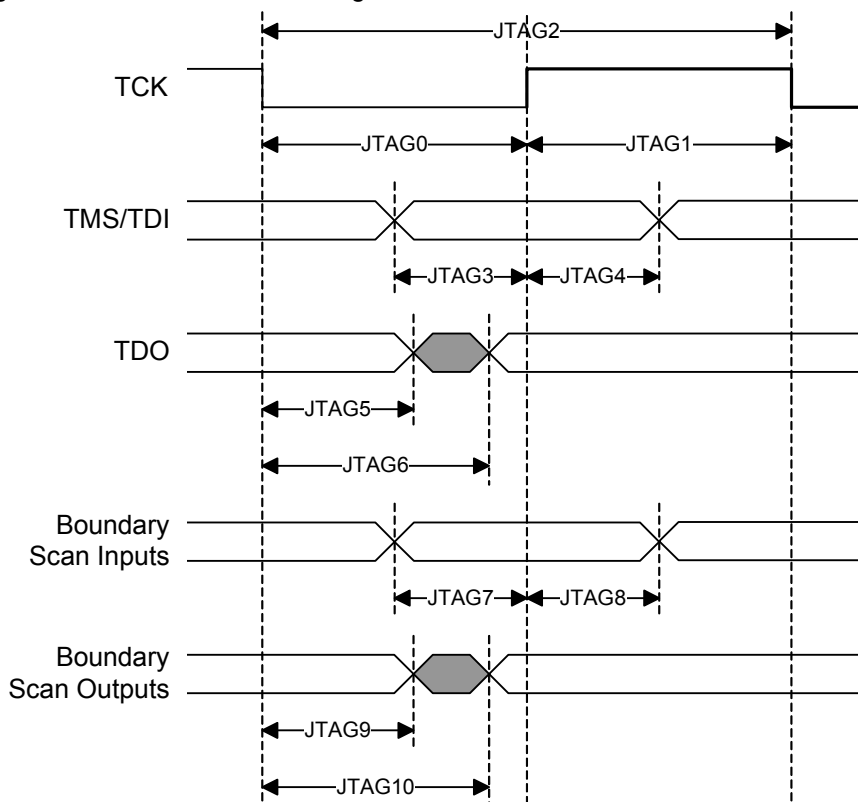 JTAG2
TCK
JTAG0
JTAG1
TMS/TDI
JTAG3
JTAG4
TDO
JTAG5
JTAG6
Boundary
Scan Inputs
JTAG7
JTAG8
Boundary
Scan Outputs
JTAG9
JTAG10